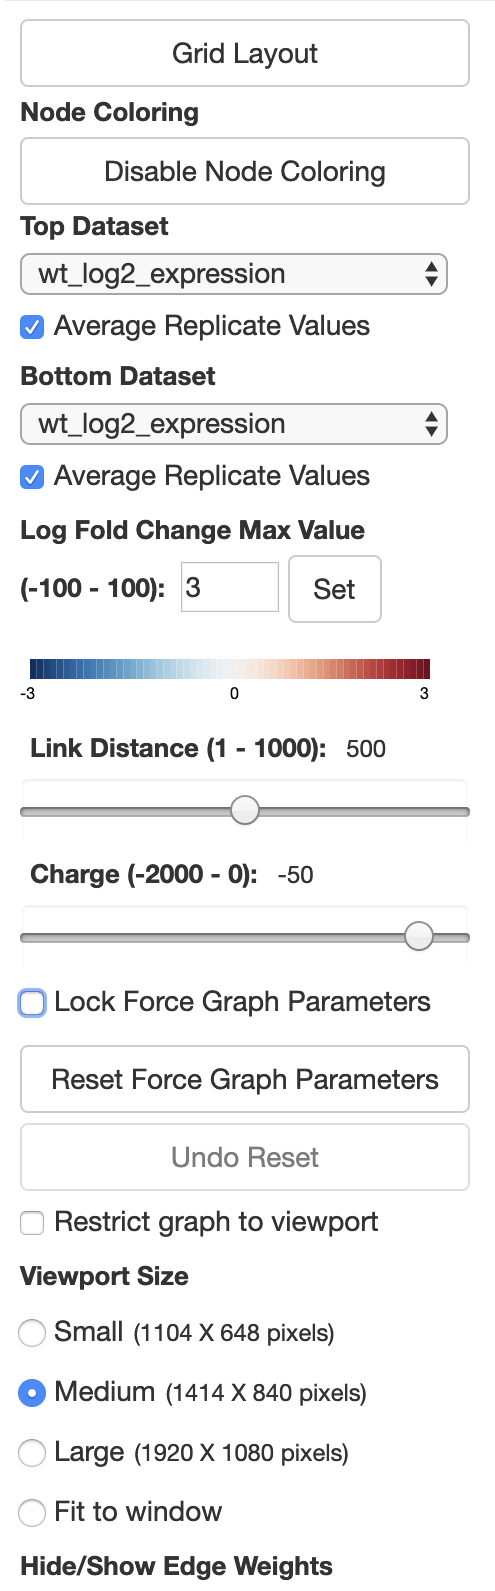 Grid Layout
Node Coloring
Disable Node Coloring
Top Dataset
wt_log2_expression
Average Replicate Values
Bottom Dataset
wt_log2_expression
Average Replicate Values
Log Fold Change Max Value
(-100 - 100): 3 Set
-3 0 3
Link Distance (1 - 1000): 500
Charge (-2000 - 0): -50
Lock Force Graph Parameters
Reset Force Graph Parameters
Undo Reset
Restrict graph to viewport
Viewport Size
Small (1104 X 648 pixels)
Medium (1414 X 840 pixels)
Large (1920 X 1080 pixels)
Fit to window
Hide/Show Edge Weights